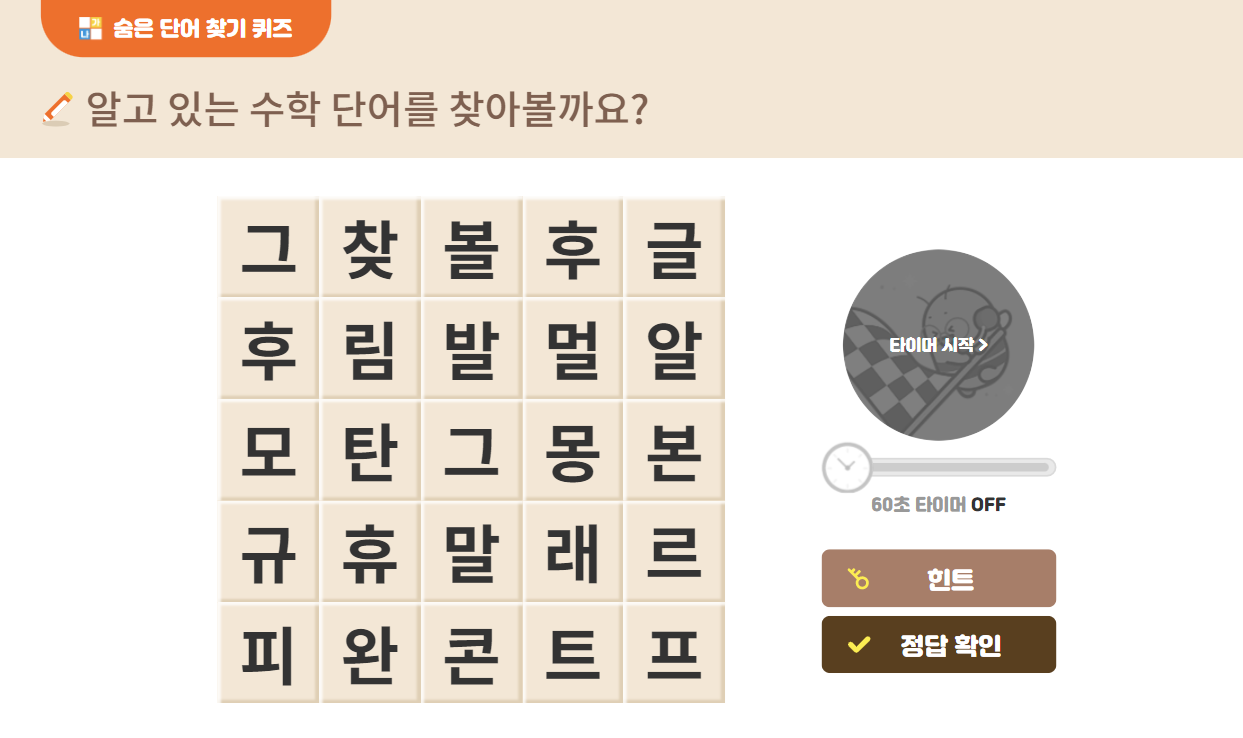 숨은 단어 찾기 퀴즈
알고 있는 수학 단어를 찾아볼까요?
그 찾 볼 후 글
후 림 발 멀 알
모 탄 그 몽 본
규 휴 말 래 르
피 완 콘 트 프
타이머 시작 >
60초 타이머 OFF
힌트
정답 확인